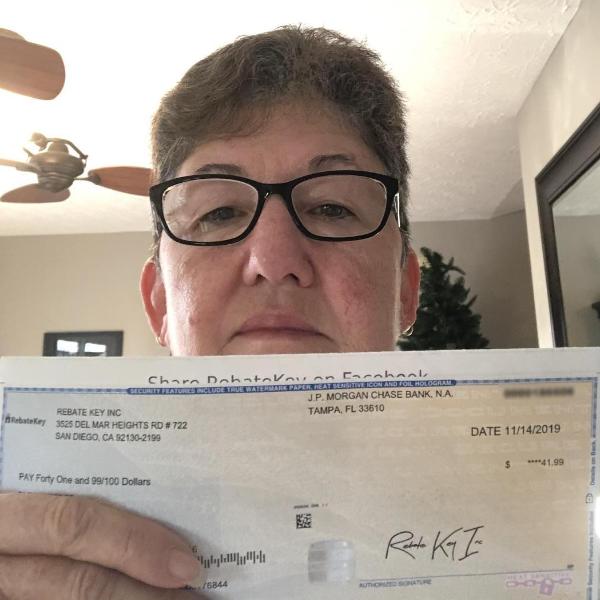 Share RebateKey on Facebook
SECURITY FEATURES INCLUDE TRUE WATERMARK PAPER, HEAT SENSITIVE ICON AND FOIL HOLOGRAM.
RebateKey
REBATE KEY INC
3525 DEL MAR HEIGHTS RD # 722
SAN DIEGO, CA 92130-2199
J.P. MORGAN CHASE BANK, N.A.
TAMPA, FL 33610
DATE 11/14/2019
$ ****41.99
PAY Forty One and 99/100 Dollars
Rebate Key Inc
AUTHORIZED SIGNATURE
76844
HEAT SENSITIVE
Details on Back.
Security Features Included